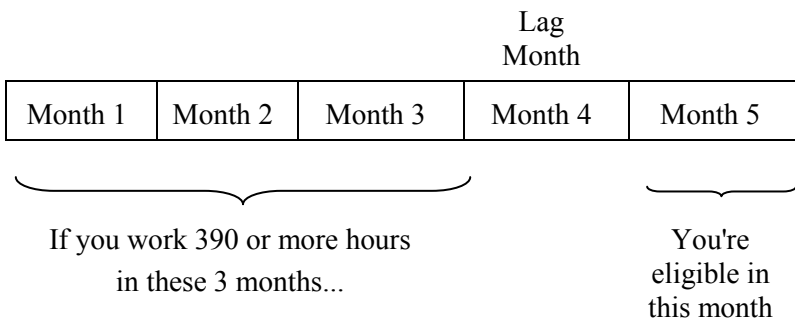 Lag
Month
Month 1 Month 2 Month 3 Month 4 Month 5
If you work 390 or more hours
in these 3 months...
You're
eligible in
this month